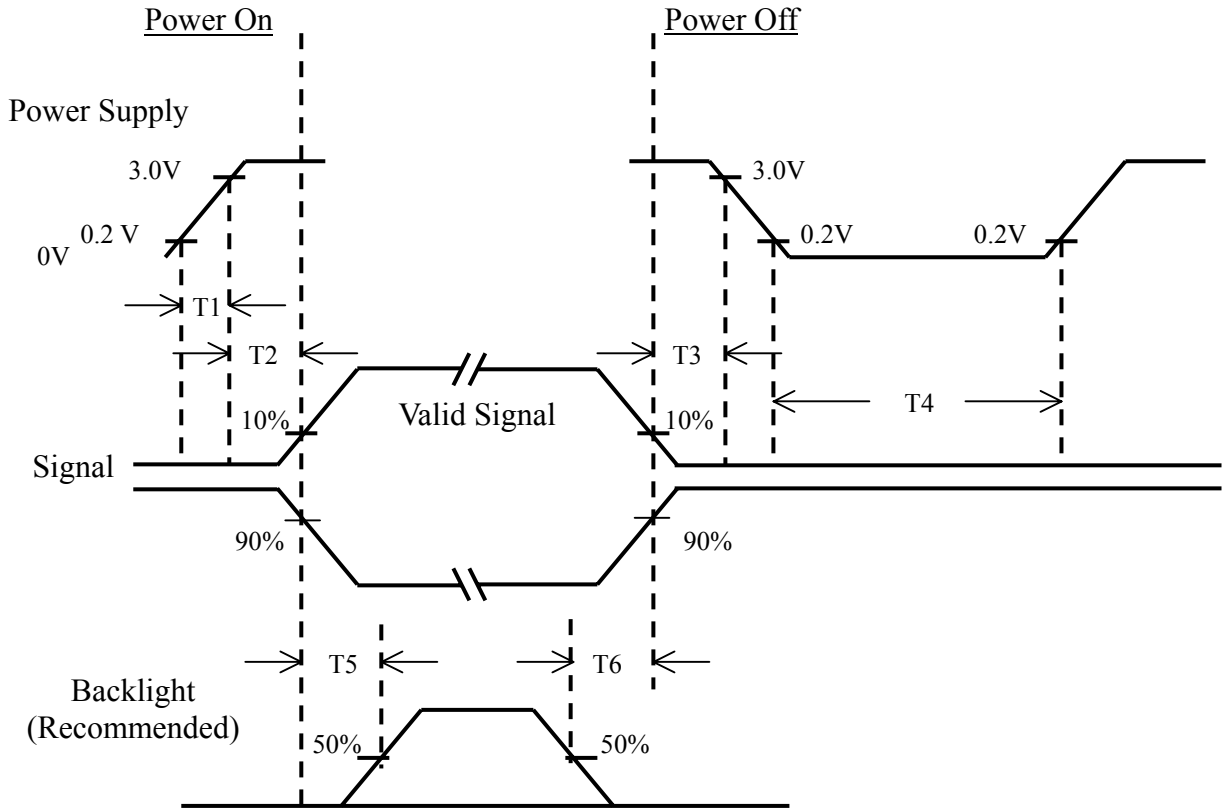 Power On
Power Off
Power Supply
3.0V
3.0V
0.2 V
0.2V
0.2V
0V
T1
T2
T3
T4
10%
Valid Signal
10%
Signal
90%
90%
T5
T6
Backlight
(Recommended)
50%
50%